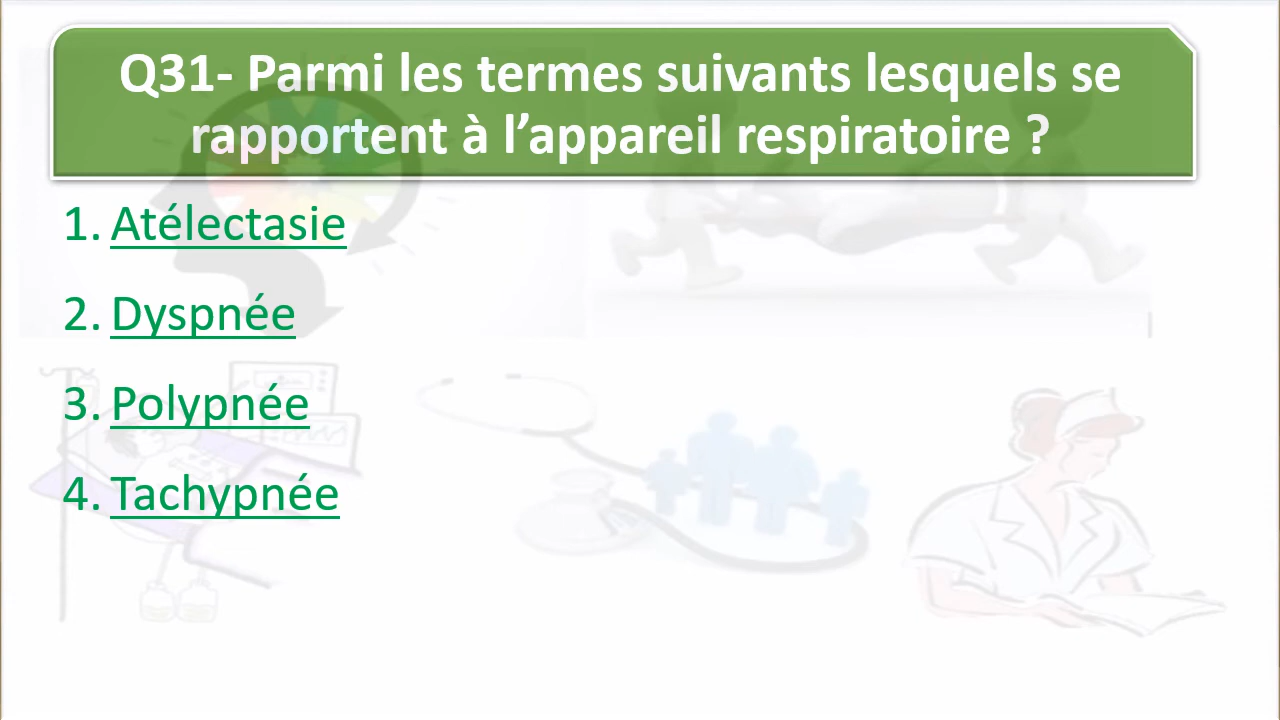 Q31- Parmi les termes suivants lesquels se
rapportent à l’appareil respiratoire ?
1. Atélectasie
2. Dyspnée
3. Polypnée
4. Tachypnée